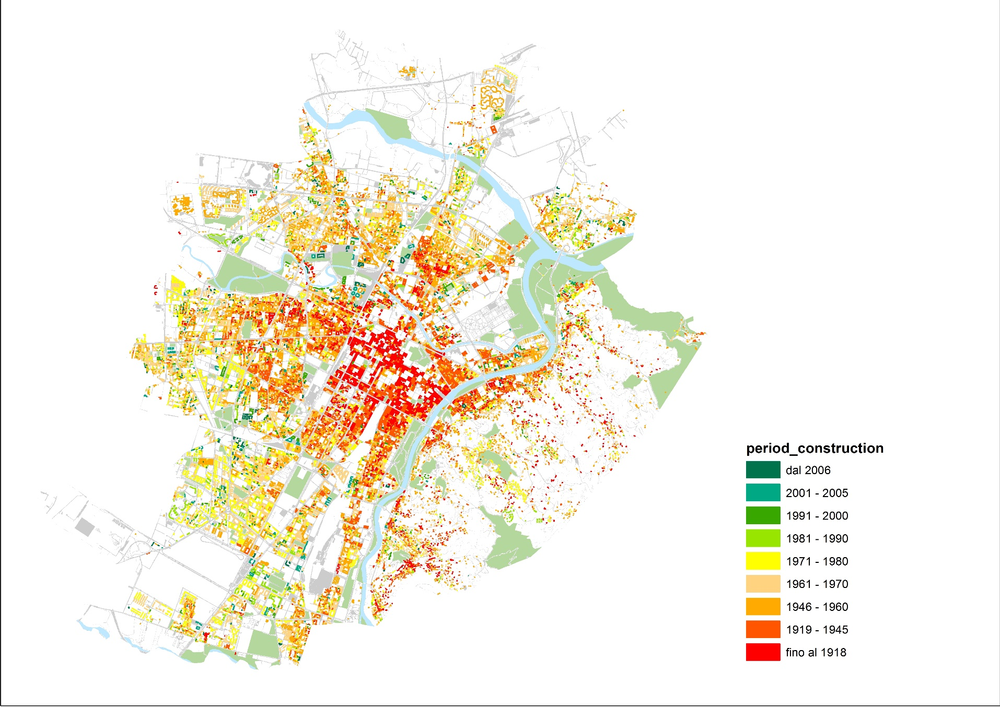 period_construction
dal 2006
2001 - 2005
1991 - 2000
1981 - 1990
1971 - 1980
1961 - 1970
1946 - 1960
1919 - 1945
fino al 1918